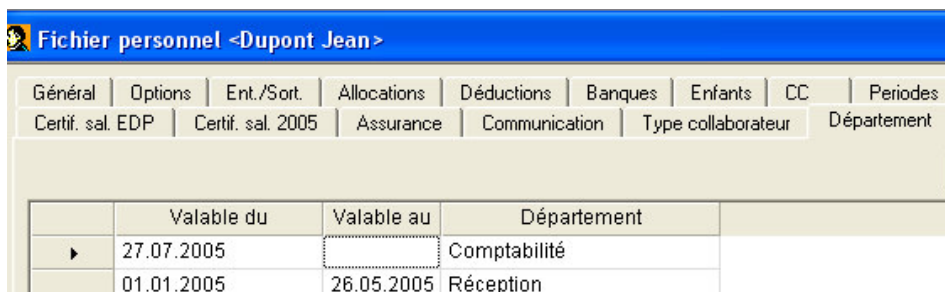 Fichier personnel <Dupont Jean>
Général Options Ent./Sort. Allocations Déductions Banques Enfants CC Periodes
Certif. sal. EDP Certif. sal. 2005 Assurance Communication Type collaborateur Département
Valable du Valable au Département
27.07.2005 Comptabilité
01.01.2005 26.05.2005 Réception